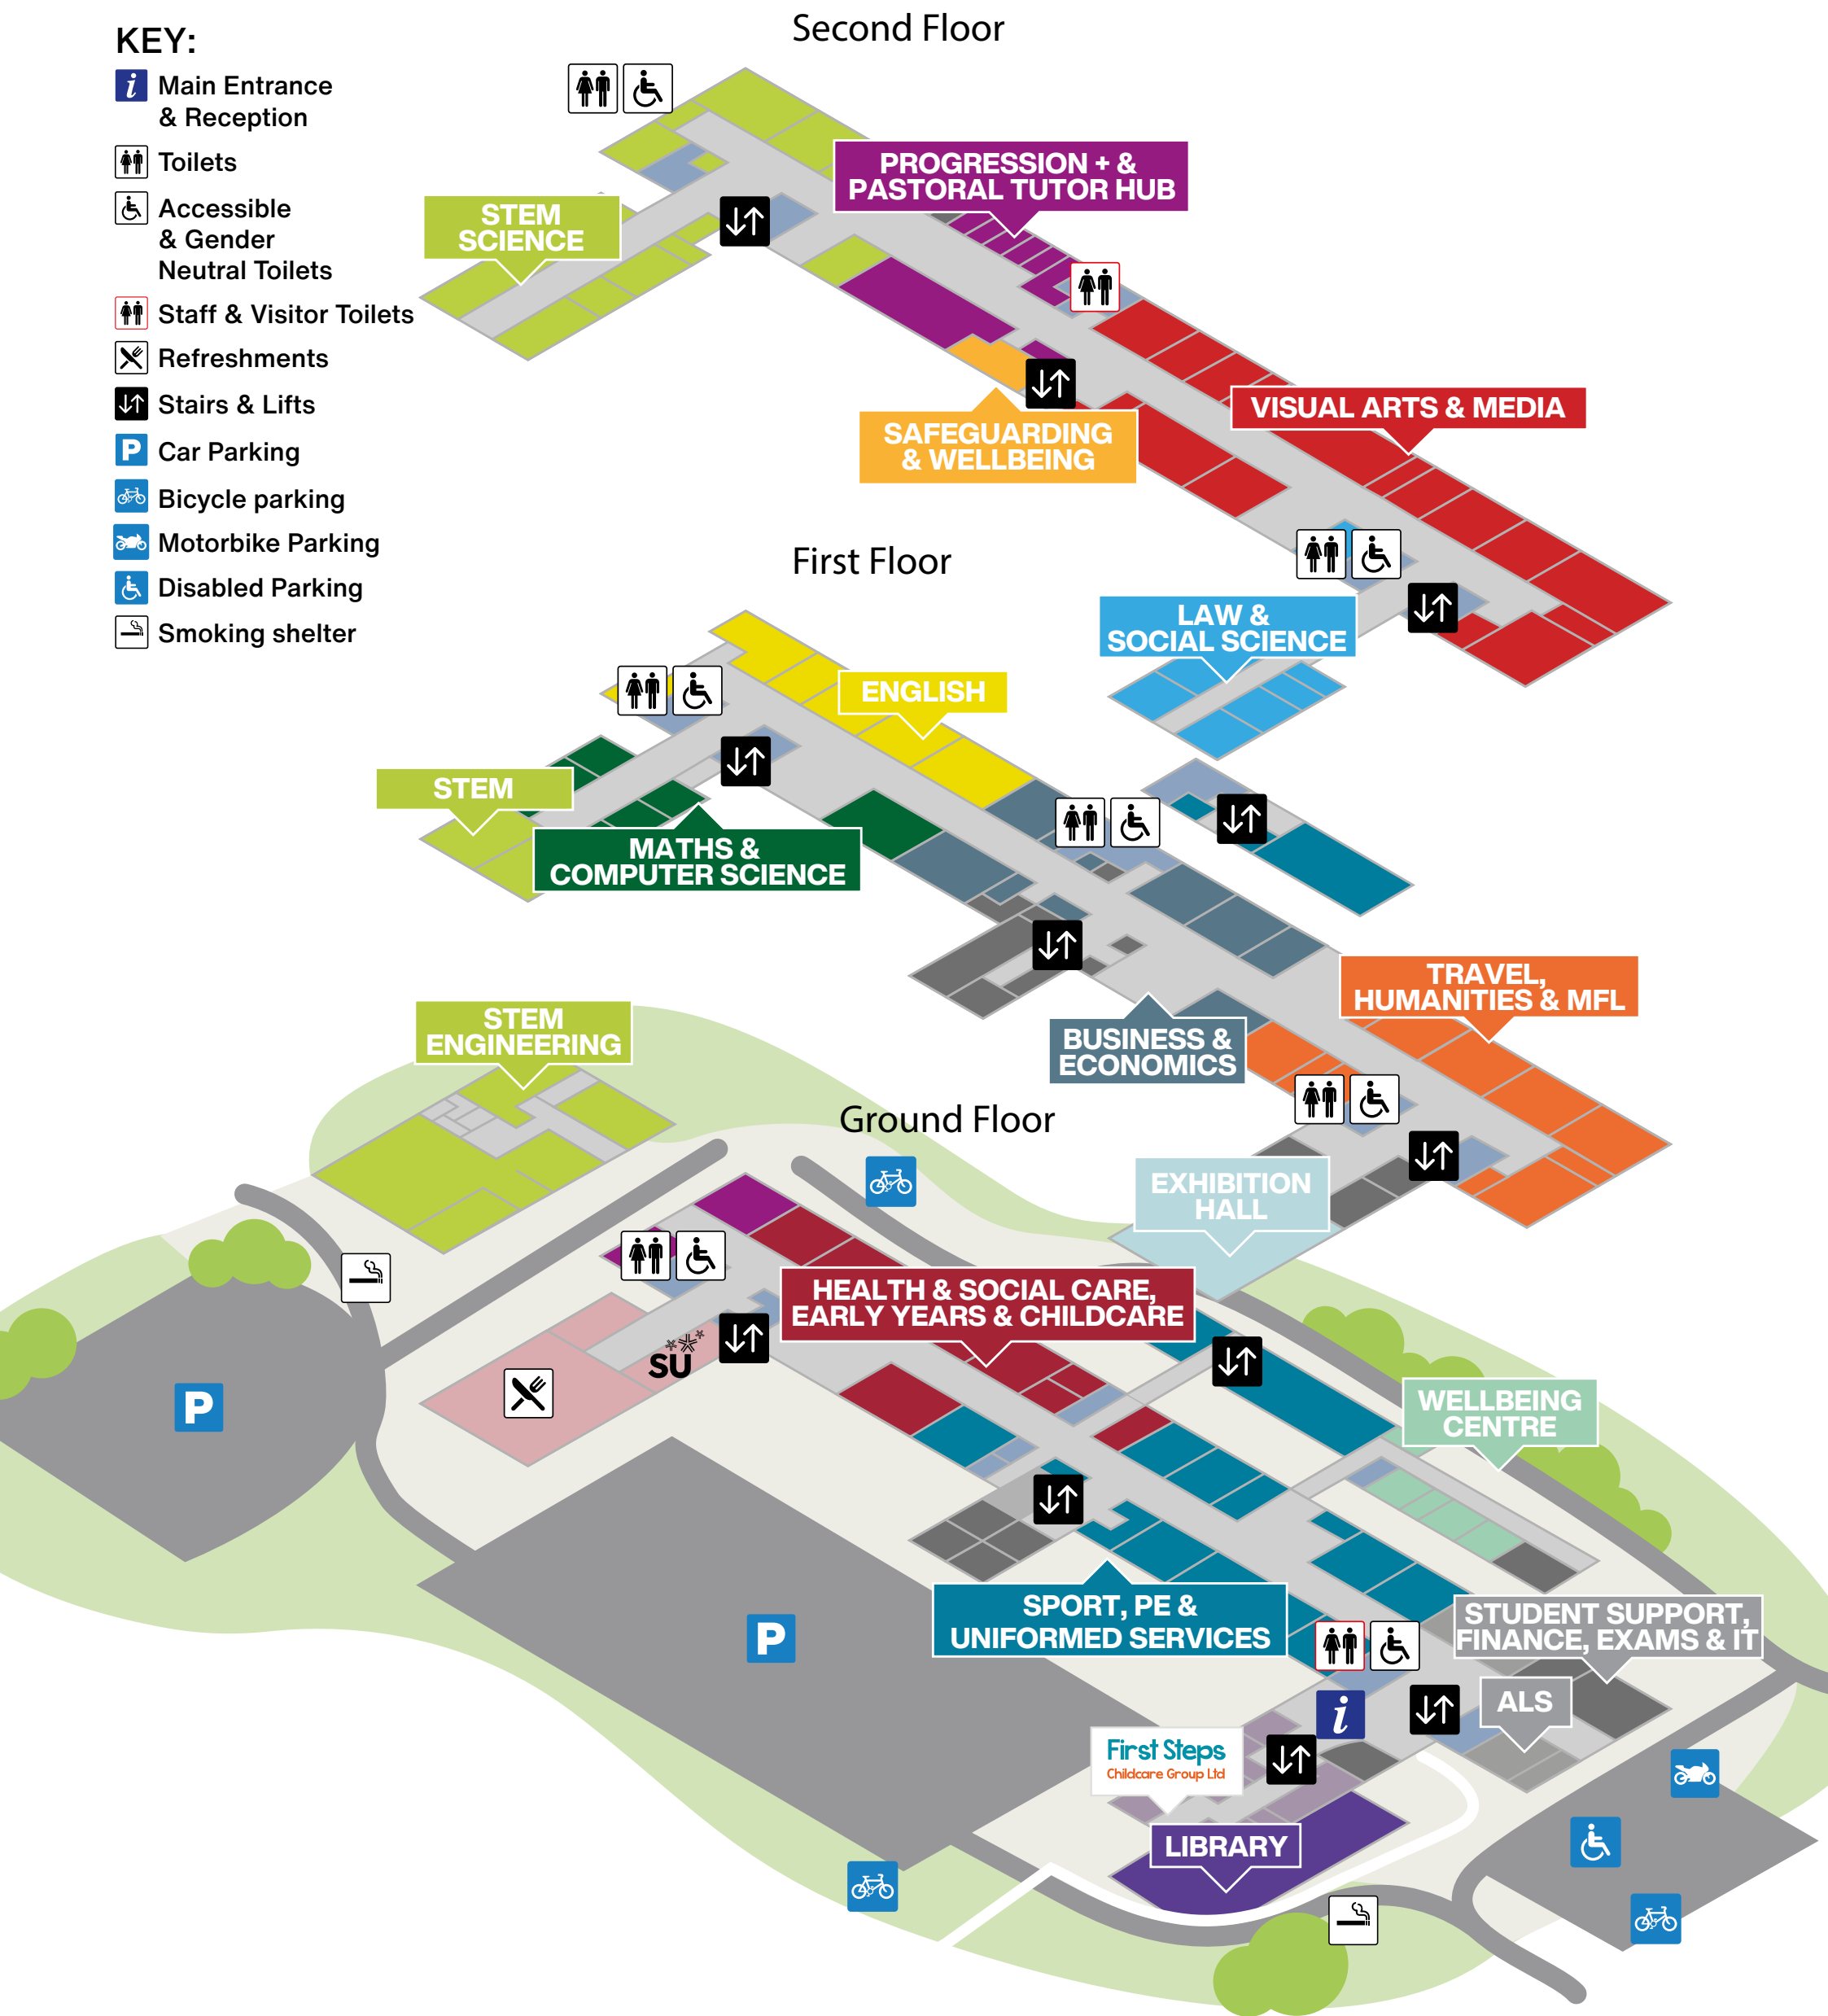 Second Floor
KEY:
i
Main Entrance
& Reception
Toilets
Accessible
& Gender
Neutral Toilets
Staff & Visitor Toilets
Refreshments
Stairs & Lifts
P
Car Parking
Bicycle parking
Motorbike Parking
Disabled Parking
Smoking shelter
PROGRESSION + &
PASTORAL TUTOR HUB
STEM
SCIENCE
VISUAL ARTS & MEDIA
SAFEGUARDING
& WELLBEING
First Floor
LAW &
SOCIAL SCIENCE
ENGLISH
STEM
MATHS &
COMPUTER SCIENCE
TRAVEL,
HUMANITIES & MFL
BUSINESS &
ECONOMICS
STEM
ENGINEERING
Ground Floor
EXHIBITION
HALL
HEALTH & SOCIAL CARE,
EARLY YEARS & CHILDCARE
SU
P
WELLBEING
CENTRE
SPORT, PE &
UNIFORMED SERVICES
STUDENT SUPPORT,
FINANCE, EXAMS & IT
P
ALS
i
First Steps
Childcare Group Ltd
LIBRARY